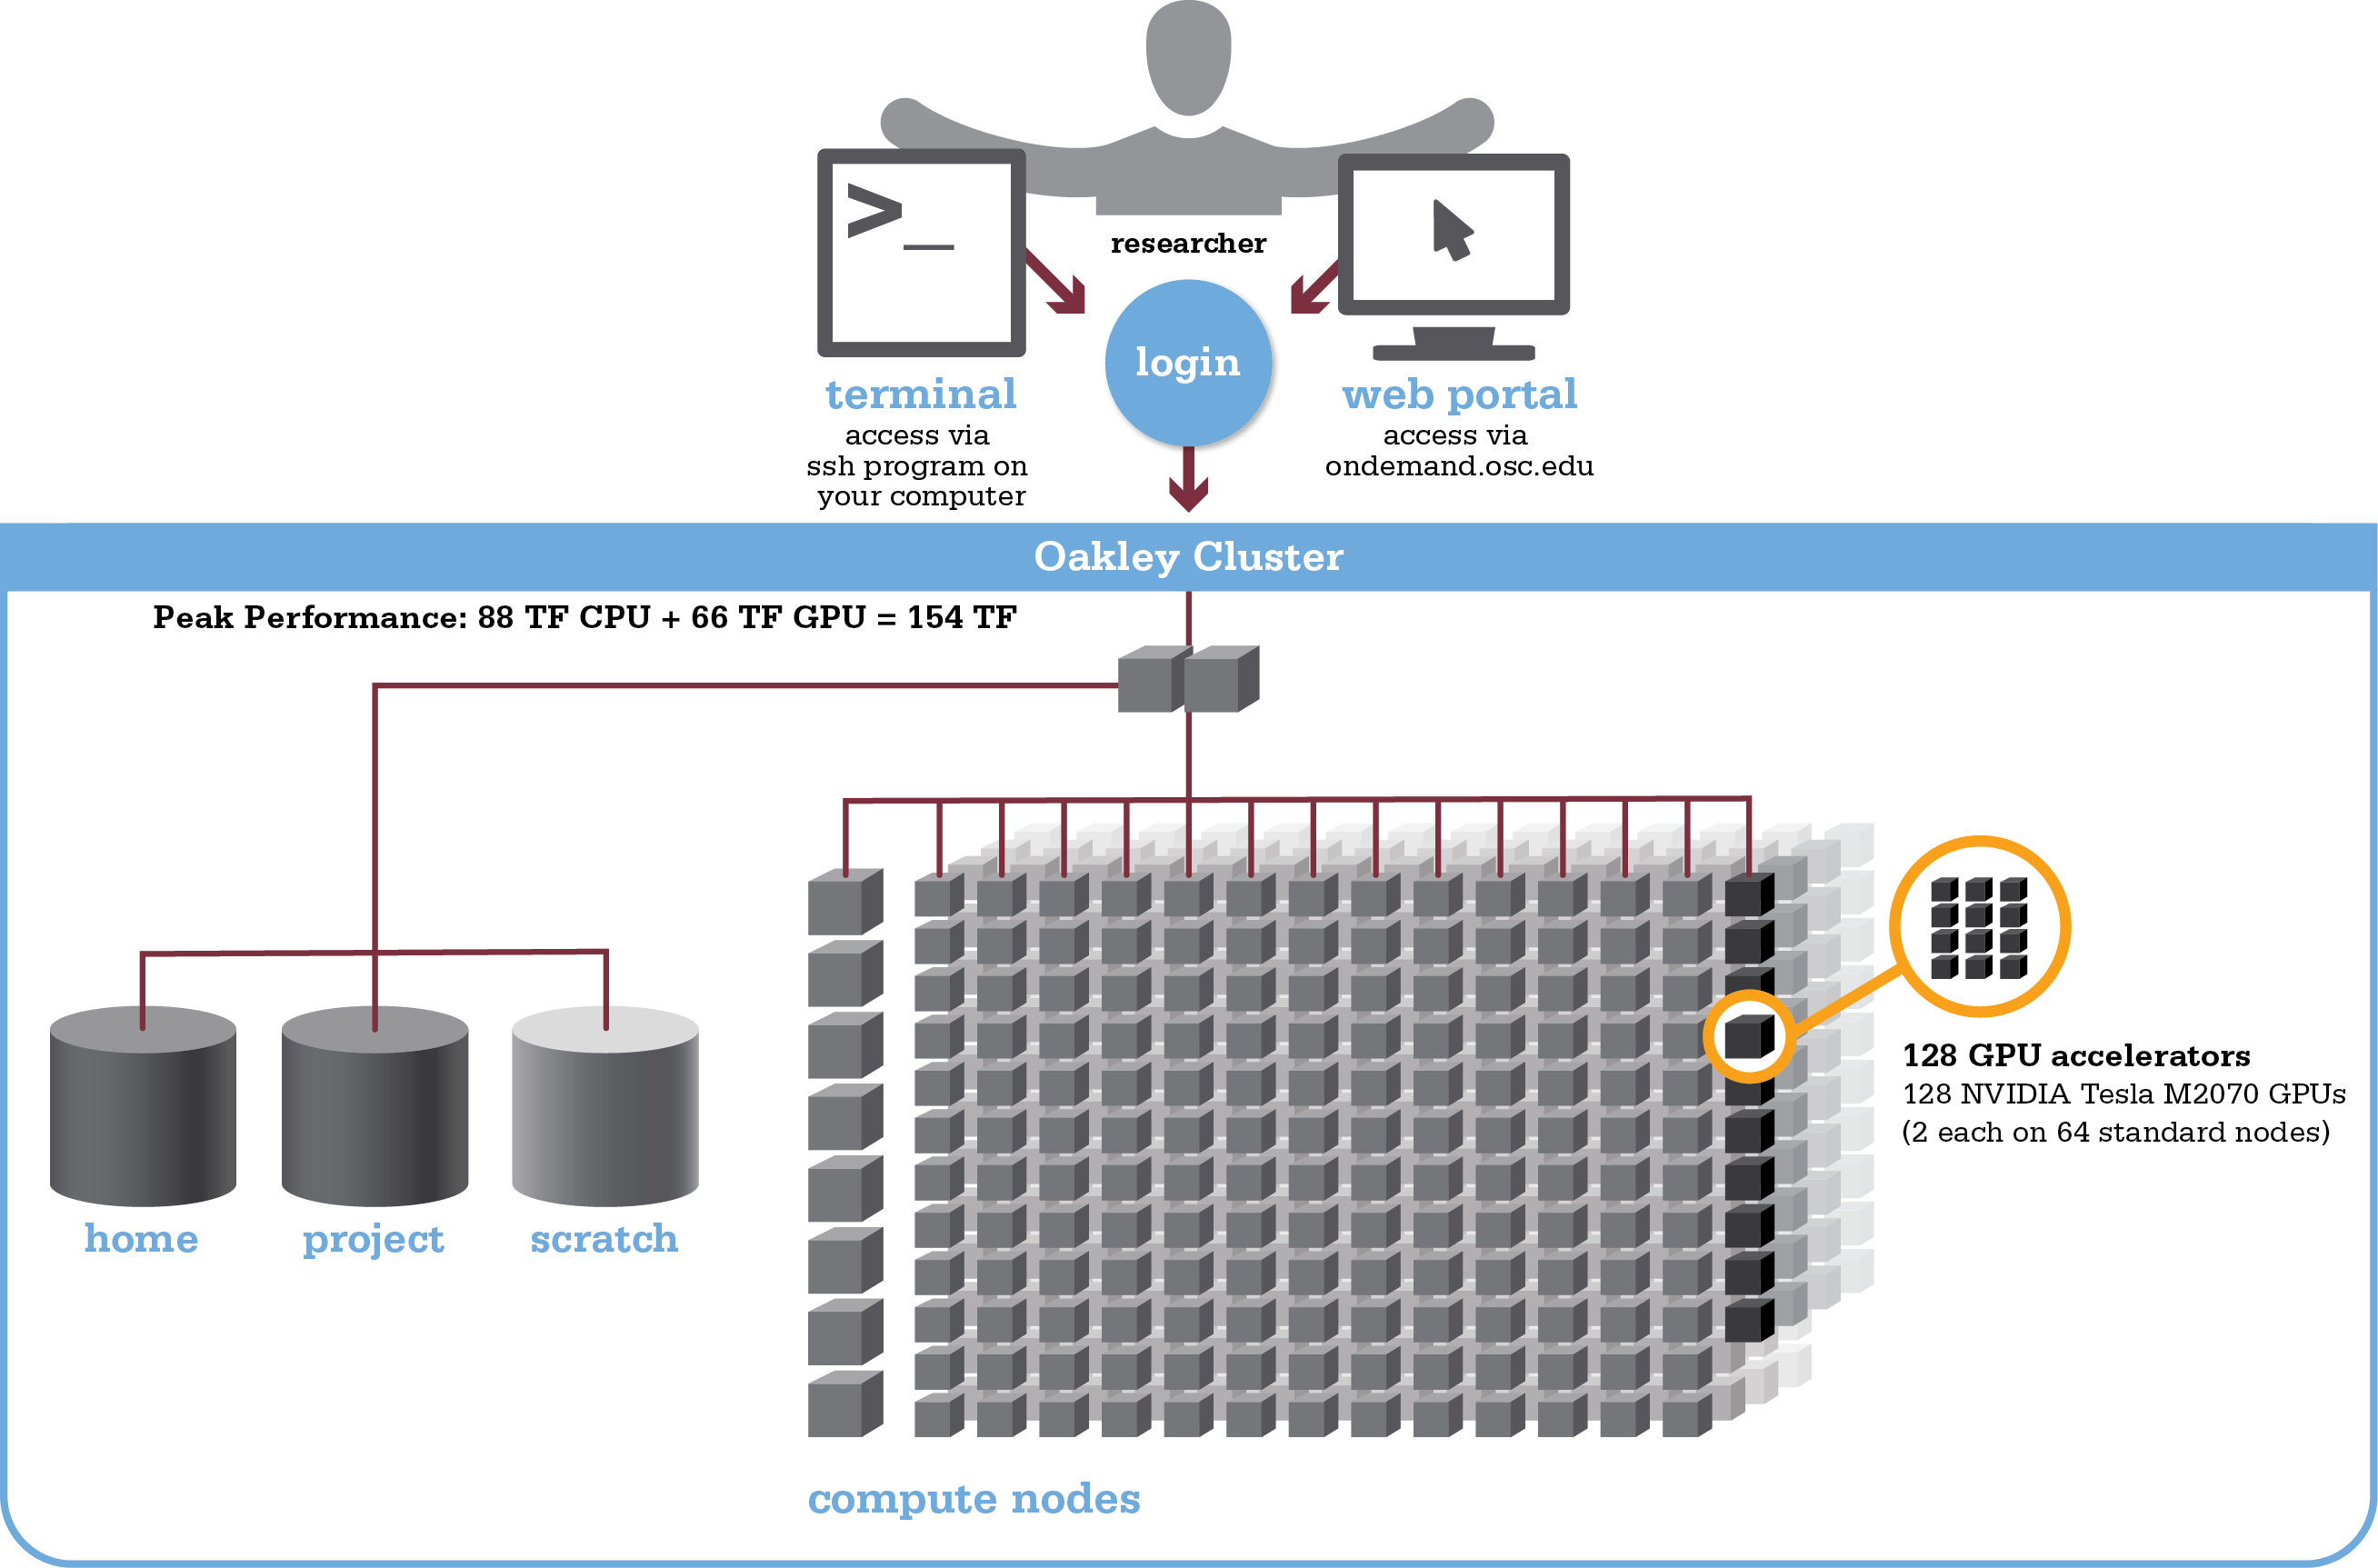 >_
researcher
login
terminal
access via
ssh program on
your computer
web portal
access via
ondemand.osc.edu
Oakley Cluster
Peak Performance: 88 TF CPU + 66 TF GPU = 154 TF
128 GPU accelerators
128 NVIDIA Tesla M2070 GPUs
(2 each on 64 standard nodes)
home
project
scratch
compute nodes